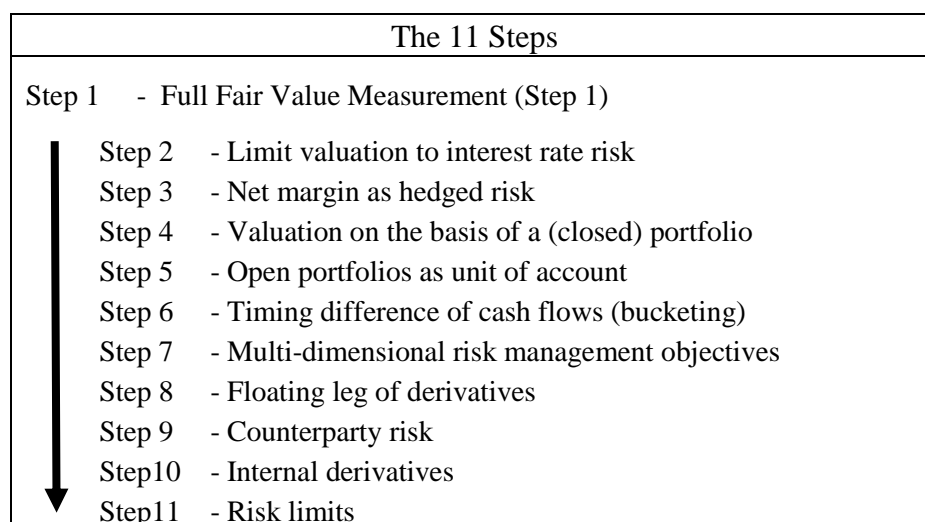 The 11 Steps
Step 1 - Full Fair Value Measurement (Step 1)
Step 2 - Limit valuation to interest rate risk
Step 3 - Net margin as hedged risk
Step 4 - Valuation on the basis of a (closed) portfolio
Step 5 - Open portfolios as unit of account
Step 6 - Timing difference of cash flows (bucketing)
Step 7 - Multi-dimensional risk management objectives
Step 8 - Floating leg of derivatives
Step 9 - Counterparty risk
Step10 - Internal derivatives
Step11 - Risk limits